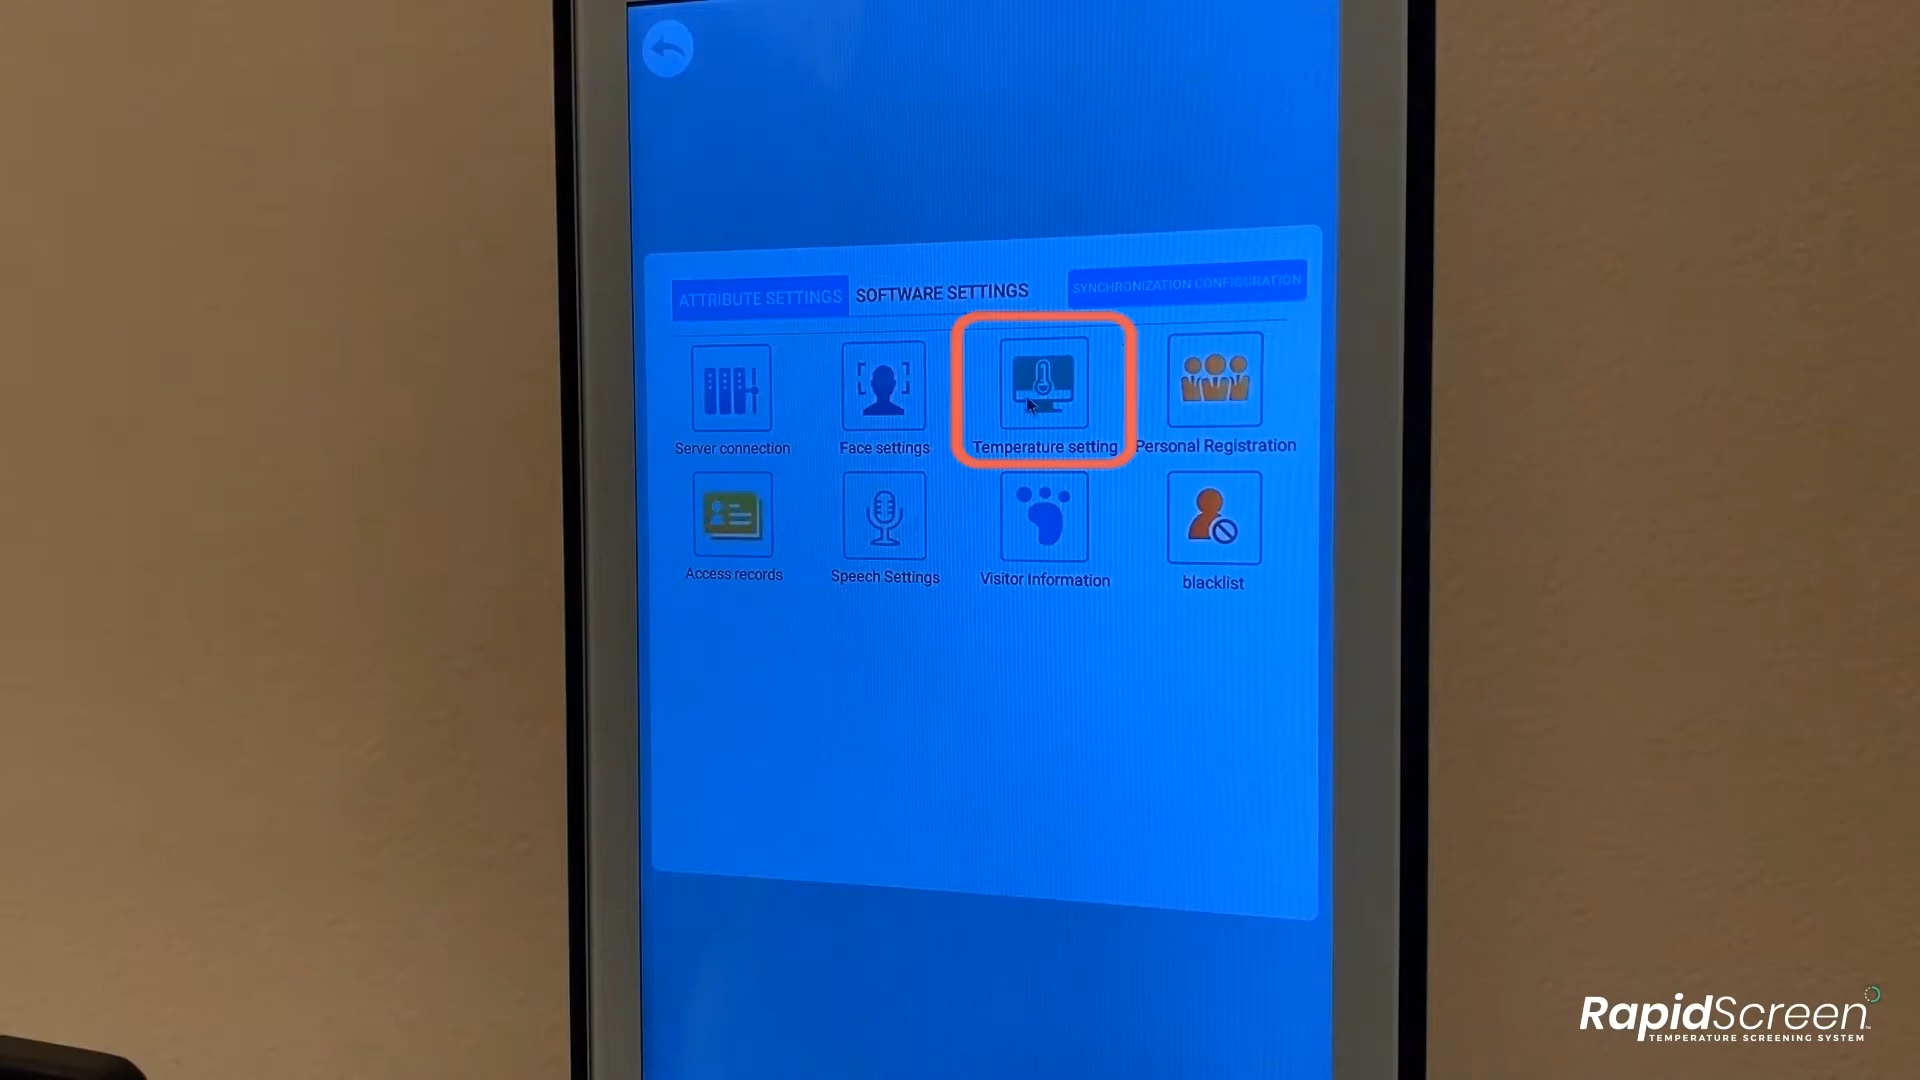 ATTRIBUTE SETTINGS SOFTWARE SETTINGS SYNCHRONIZATION CONFIGURATION
Server connection Face settings Temperature setting Personal Registration
Access records Speech Settings Visitor Information blacklist
RapidScreen
TEMPERATURE SCREENING SYSTEM